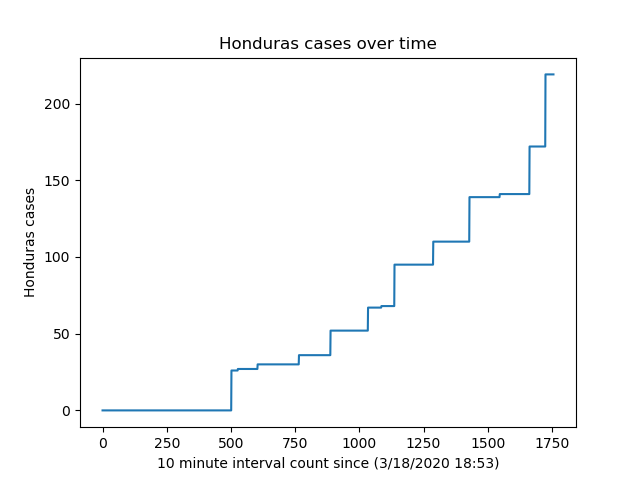 Honduras cases over time
200
150
100
50
0
Honduras cases
0 250 500 750 1000 1250 1500 1750
10 minute interval count since (3/18/2020 18:53)